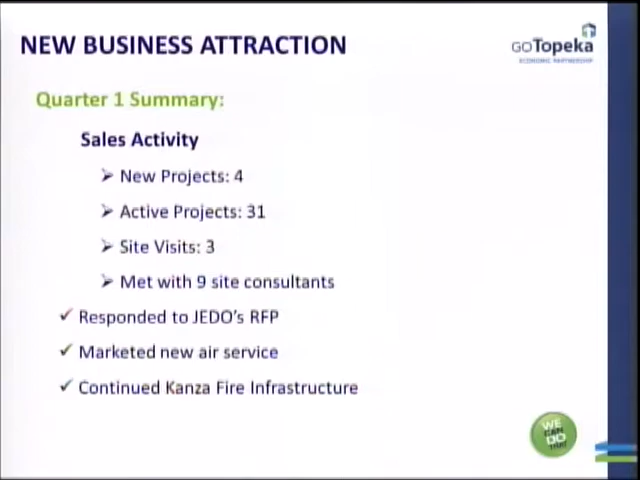 NEW BUSINESS ATTRACTION
GOTopeka
ECONOMIC PARTNERSHIP
Quarter 1 Summary:
Sales Activity
New Projects: 4
Active Projects: 31
Site Visits: 3
Met with 9 site consultants
Responded to JEDO's RFP
Marketed new air service
Continued Kanza Fire Infrastructure
WE
CAN
DO
THAT